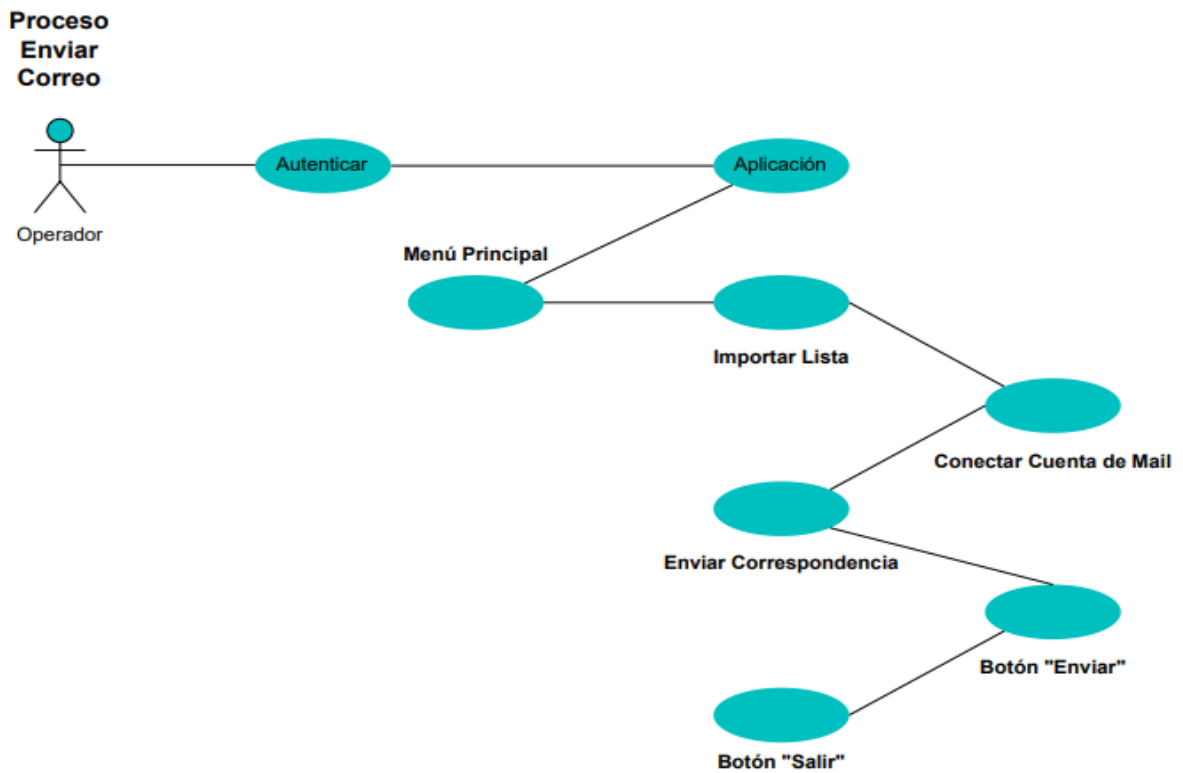 Proceso
Enviar
Correo
Autenticar
Aplicación
Operador
Menú Principal
Importar Lista
Conectar Cuenta de Mail
Enviar Correspondencia
Botón "Enviar"
Botón "Salir"